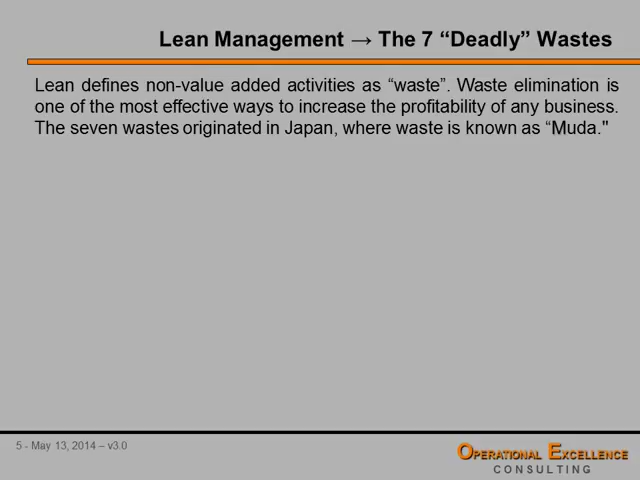 Lean Management → The 7 “Deadly” Wastes
Lean defines non-value added activities as “waste”. Waste elimination is
one of the most effective ways to increase the profitability of any business.
The seven wastes originated in Japan, where waste is known as “Muda."
5 - May 13, 2014 – v3.0
OPERATIONAL EXCELLENCE
CONSULTING